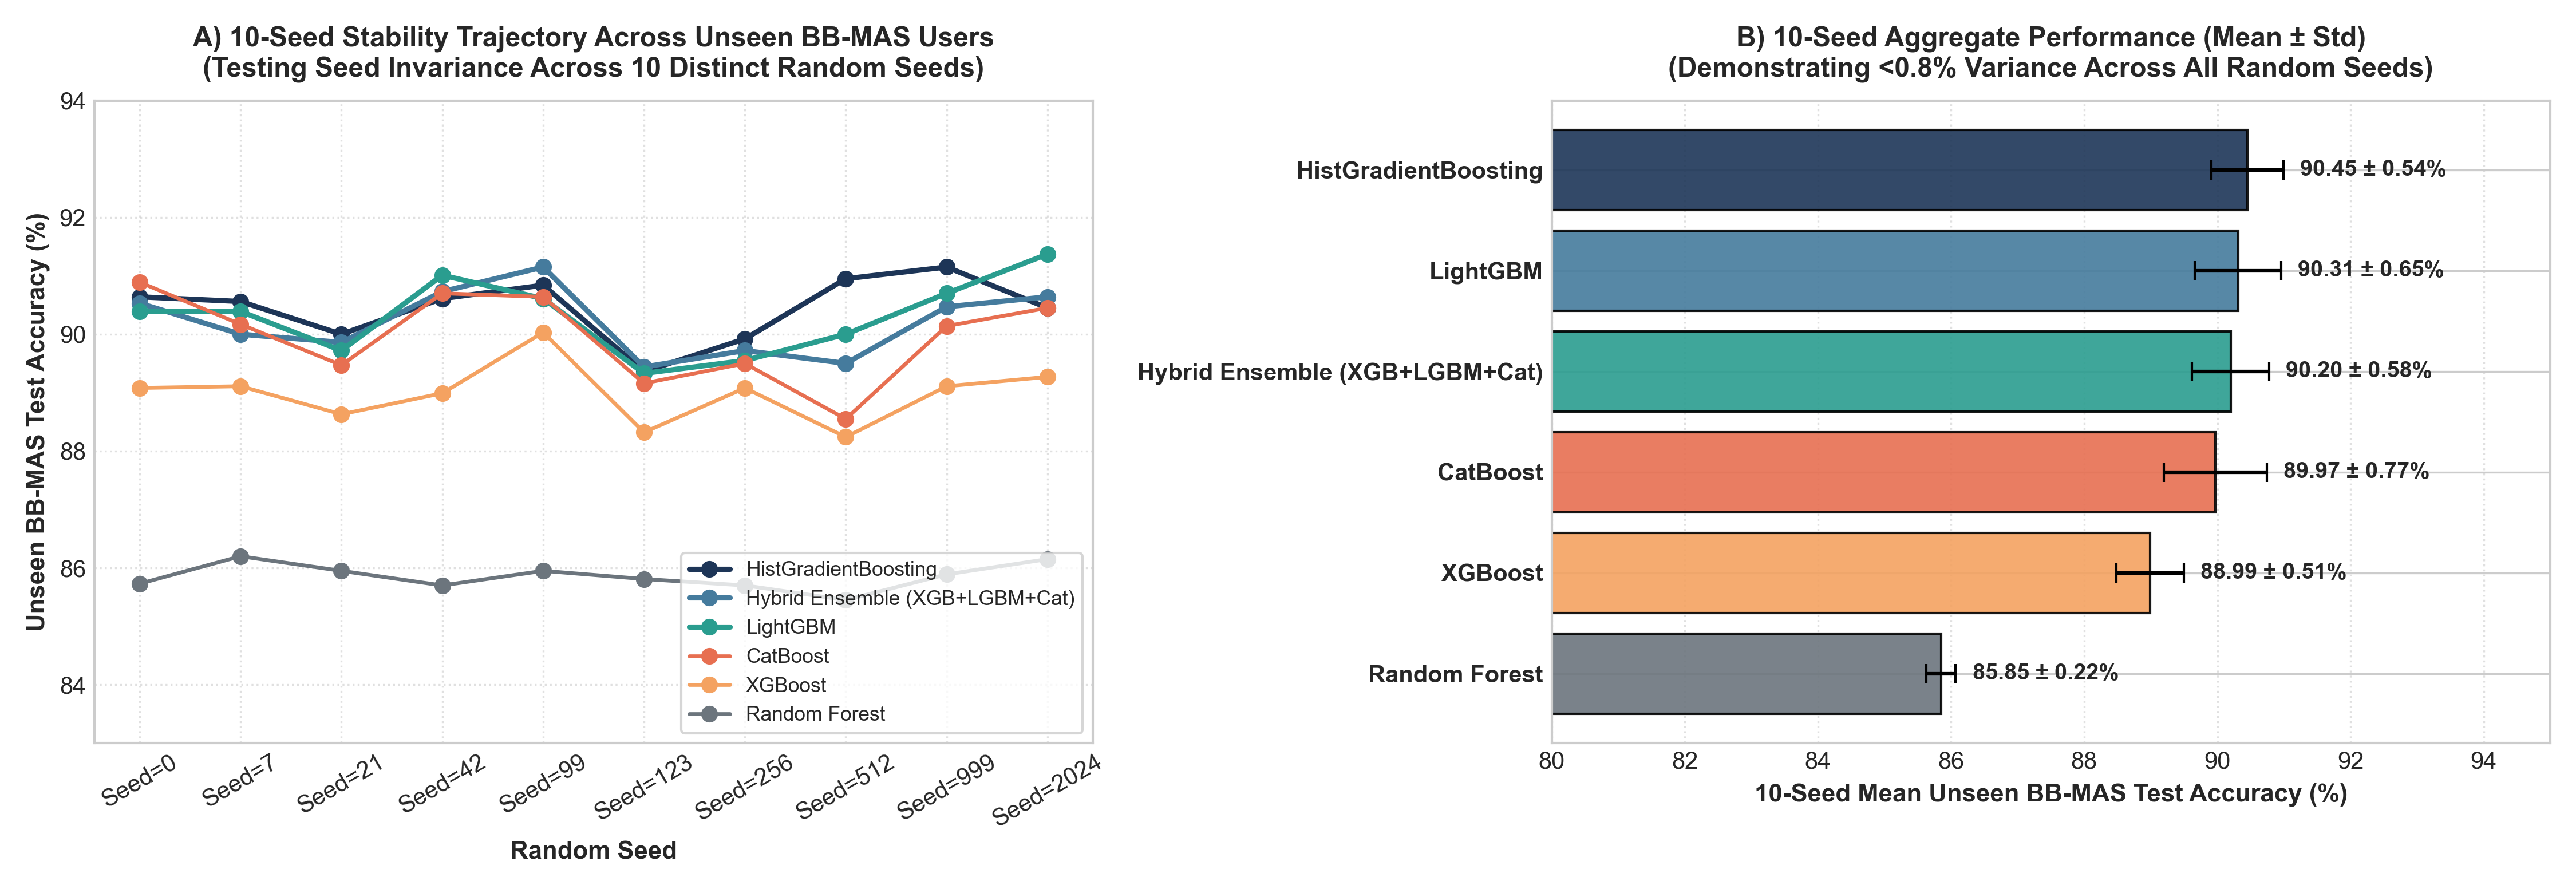 A) 10-Seed Stability Trajectory Across Unseen BB-MAS Users
(Testing Seed Invariance Across 10 Distinct Random Seeds)
Unseen BB-MAS Test Accuracy (%)
94
92
90
88
86
84
HistGradientBoosting
Hybrid Ensemble (XGB+LGBM+Cat)
LightGBM
CatBoost
XGBoost
Random Forest
Seed=0
Seed=7
Seed=21
Seed=42
Seed=99
Seed=123
Seed=256
Seed=512
Seed=999
Seed=2024
Random Seed
B) 10-Seed Aggregate Performance (Mean ± Std)
(Demonstrating <0.8% Variance Across All Random Seeds)
HistGradientBoosting
90.45 ± 0.54%
LightGBM
90.31 ± 0.65%
Hybrid Ensemble (XGB+LGBM+Cat)
90.20 ± 0.58%
CatBoost
89.97 ± 0.77%
XGBoost
88.99 ± 0.51%
Random Forest
85.85 ± 0.22%
80
82
84
86
88
90
92
94
10-Seed Mean Unseen BB-MAS Test Accuracy (%)